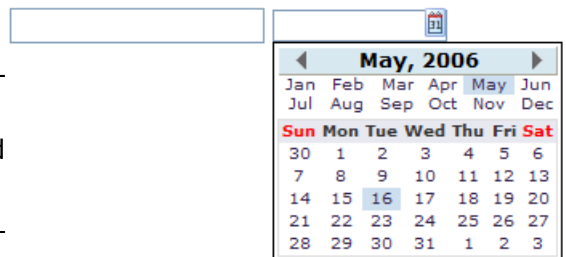 31
May, 2006
Jan Feb Mar Apr May Jun
Jul Aug Sep Oct Nov Dec
Sun Mon Tue Wed Thu Fri Sat
30 1 2 3 4 5 6
7 8 9 10 11 12 13
14 15 16 17 18 19 20
21 22 23 24 25 26 27
28 29 30 31 1 2 3